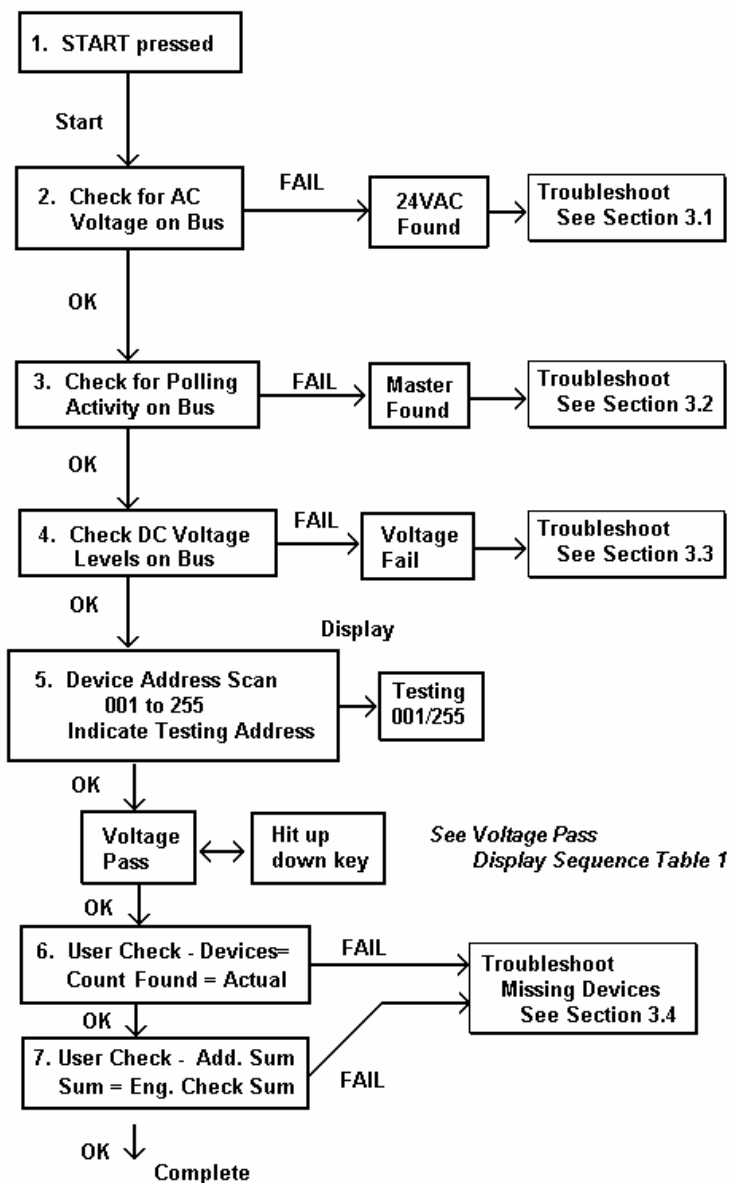 1. START pressed
Start
2. Check for AC
Voltage on Bus
FAIL
24VAC
Found
Troubleshoot
See Section 3.1
OK
3. Check for Polling
Activity on Bus
FAIL
Master
Found
Troubleshoot
See Section 3.2
OK
4. Check DC Voltage
Levels on Bus
FAIL
Voltage
Fail
Troubleshoot
See Section 3.3
OK
Display
5. Device Address Scan
001 to 255
Indicate Testing Address
Testing
001/255
OK
Voltage
Pass
Hit up
down key
See Voltage Pass
Display Sequence Table 1
OK
6. User Check - Devices=
Count Found = Actual
FAIL
Troubleshoot
Missing Devices
See Section 3.4
OK
7. User Check - Add. Sum
Sum = Eng. Check Sum
FAIL
OK
Complete